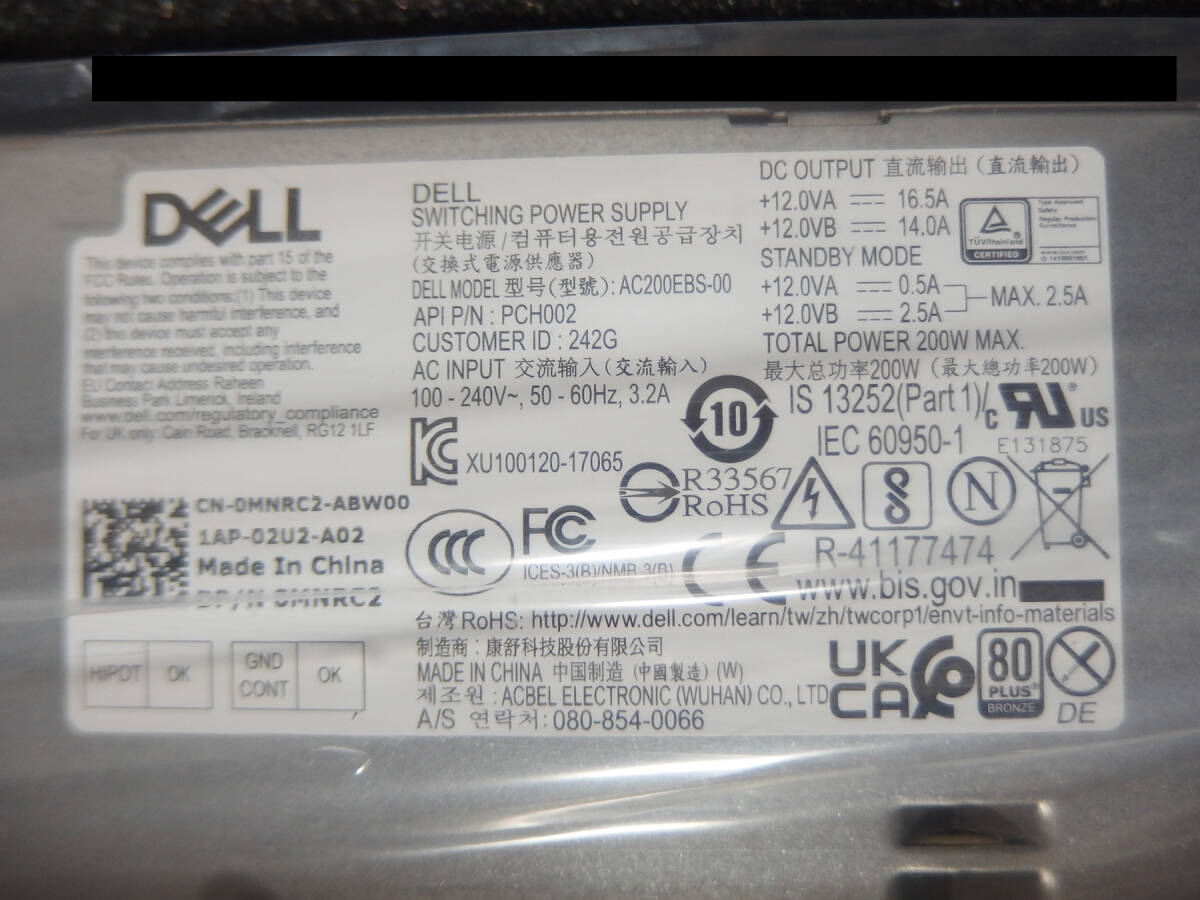 DELL
This device complies with part 15 of the
FCC Rules. Operation is subject to the
following two conditions:(1) This device
may not cause harmful interference, and
(2) this device must accept any
interference received, including interference
that may cause undesired operation.
EU Contact Address Raheen
Business Park Limerick, Ireland
www.dell.com/regulatory_compliance
For UK only: Cain Road, Bracknell, RG12 1LF
CN-0MNRC2-ABW00
1AP-02U2-A02
Made In China
DP/N 0MNRC2
HIPOT OK
GND CONT OK
DELL
SWITCHING POWER SUPPLY
开关电源/컴퓨터용전원공급장치
(交換式電源供應器)
DELL MODEL 型号(型號): AC200EBS-00
API P/N : PCH002
CUSTOMER ID : 242G
AC INPUT 交流输入(交流輸入)
100 - 240V~, 50 - 60Hz, 3.2A
XU100120-17065
DC OUTPUT 直流输出 (直流輸出)
+12.0VA 16.5A
+12.0VB 14.0A
STANDBY MODE
+12.0VA 0.5A
+12.0VB 2.5A
MAX. 2.5A
TOTAL POWER 200W MAX.
最大总功率200W (最大總功率200W)
TÜVRheinland
CERTIFIED
Type Approved
Safety
Regular Production
Surveillance
10
IS 13252(Part 1)/
IEC 60950-1
c RU US
E131875
R33567
RoHS
N
CCC
FC
ICES-3(B)/NMB-3(B)
CE
R-41177474
www.bis.gov.in
台灣RoHS: http://www.dell.com/learn/tw/zh/twcorp1/envt-info-materials
制造商: 康舒科技股份有限公司
MADE IN CHINA 中国制造 (中國製造) (W)
제조원 : ACBEL ELECTRONIC (WUHAN) CO., LTD
A/S 연락처: 080-854-0066
UK
CA
80
PLUS
BRONZE
DE